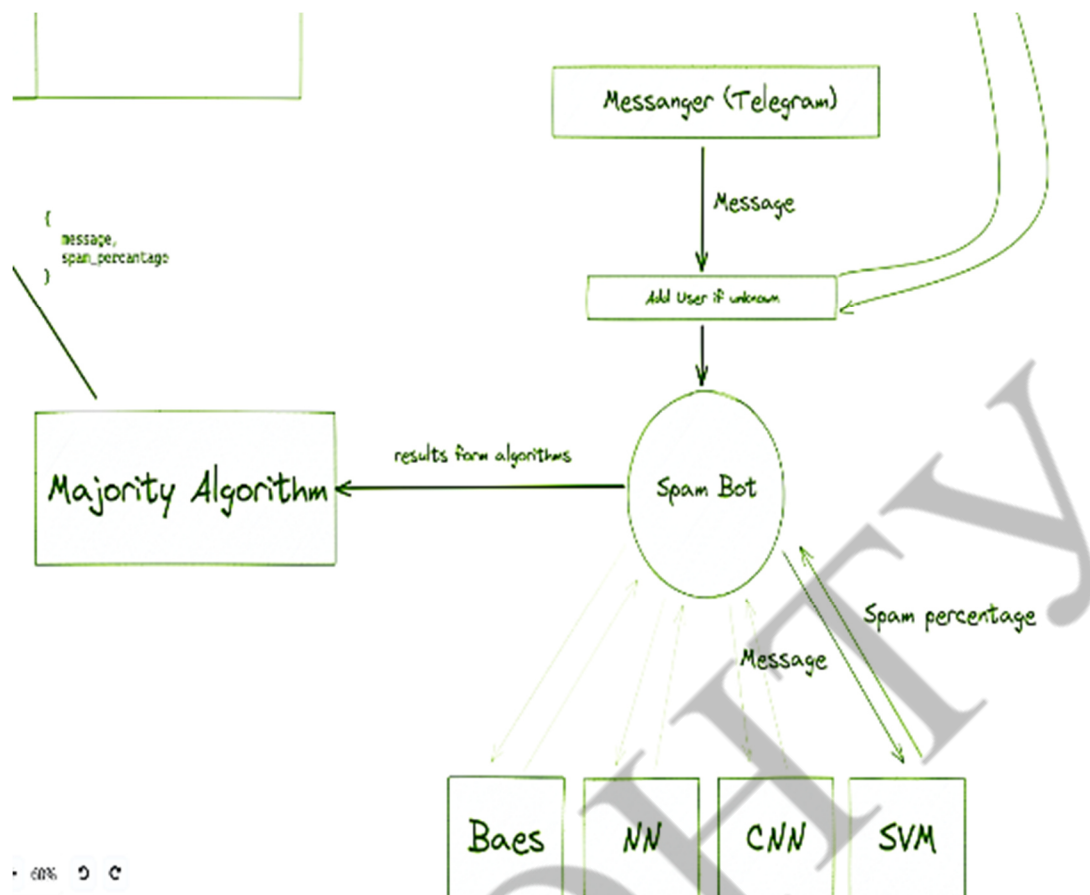 Messanger (Telegram)
Message
{
message,
spam_percantage
}
Add User if unknown
results form algorithms
Majority Algorithm
Spam Bot
Spam percentage
Message
Baes
NN
CNN
SVM
60%